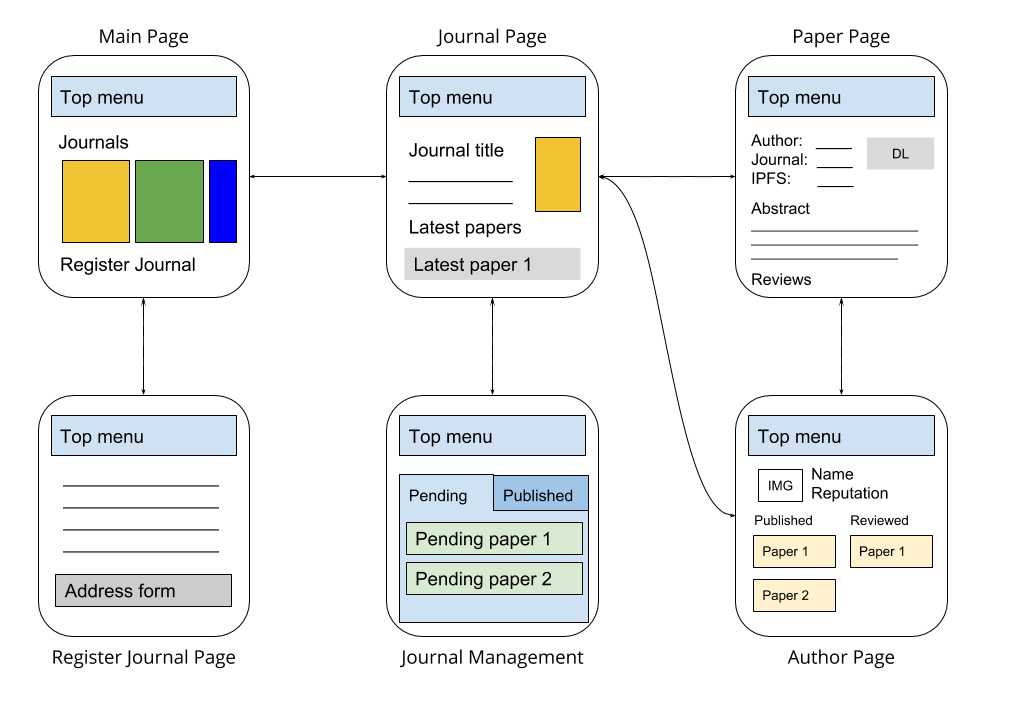 Main Page
Top menu
Journals
Register Journal
Journal Page
Top menu
Journal title
Latest papers
Latest paper 1
Paper Page
Top menu
Author:
Journal:
IPFS:
DL
Abstract
Reviews
Top menu
Address form
Register Journal Page
Top menu
Pending
Published
Pending paper 1
Pending paper 2
Journal Management
Top menu
IMG
Name
Reputation
Published
Reviewed
Paper 1
Paper 1
Paper 2
Author Page